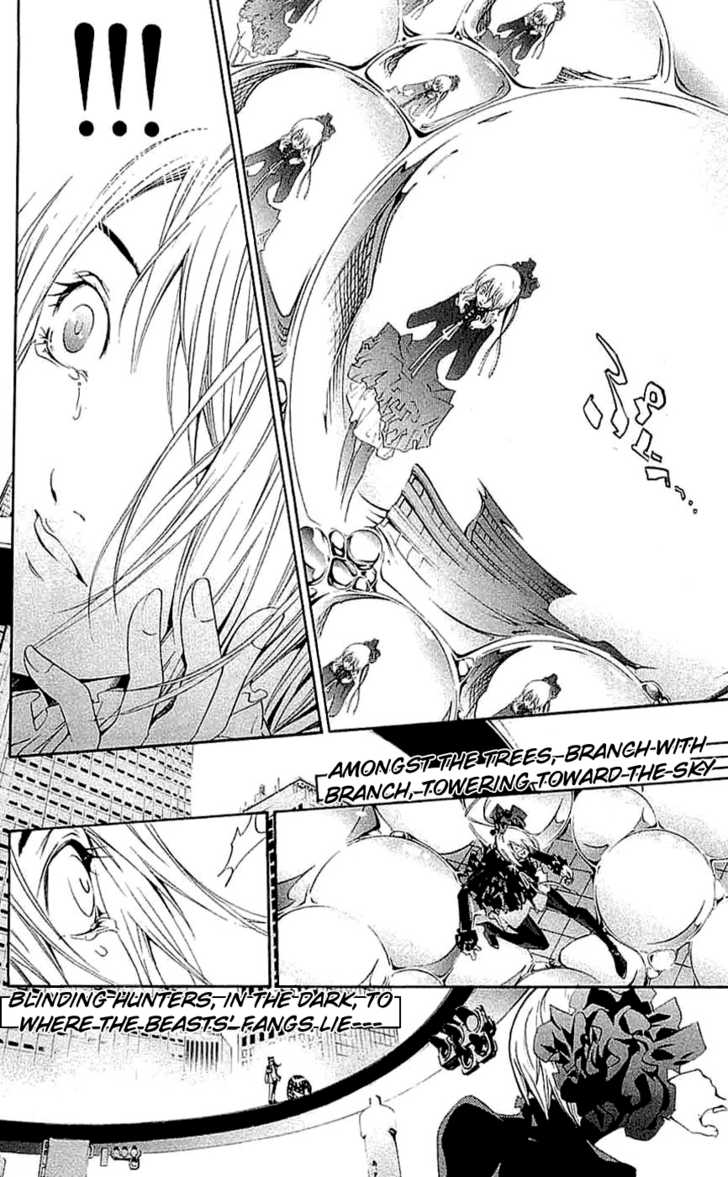 !!!
AMONGST THE TREES, BRANCH WITH
BRANCH, TOWERING TOWARD THE SKY
BLINDING HUNTERS, IN THE DARK, TO
WHERE THE BEASTS' FANGS LIE---